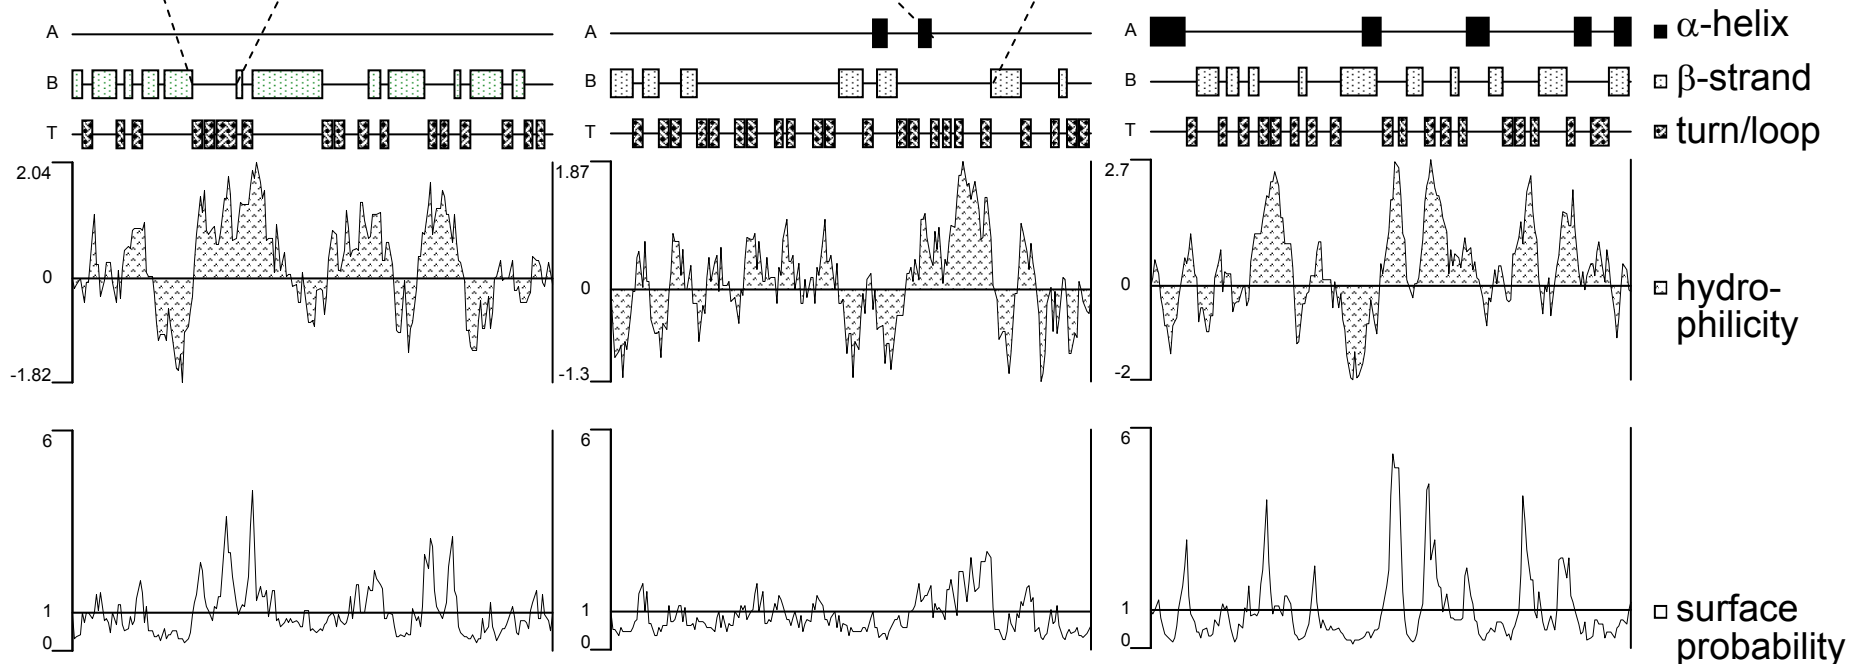 A
A
A
α-helix
B
B
B
β-strand
T
T
T
turn/loop
2.04
1.87
2.7
0
0
0
hydro-
philicity
-1.82
-1.3
-2
6
6
6
1
1
1
surface
0
0
0
probability